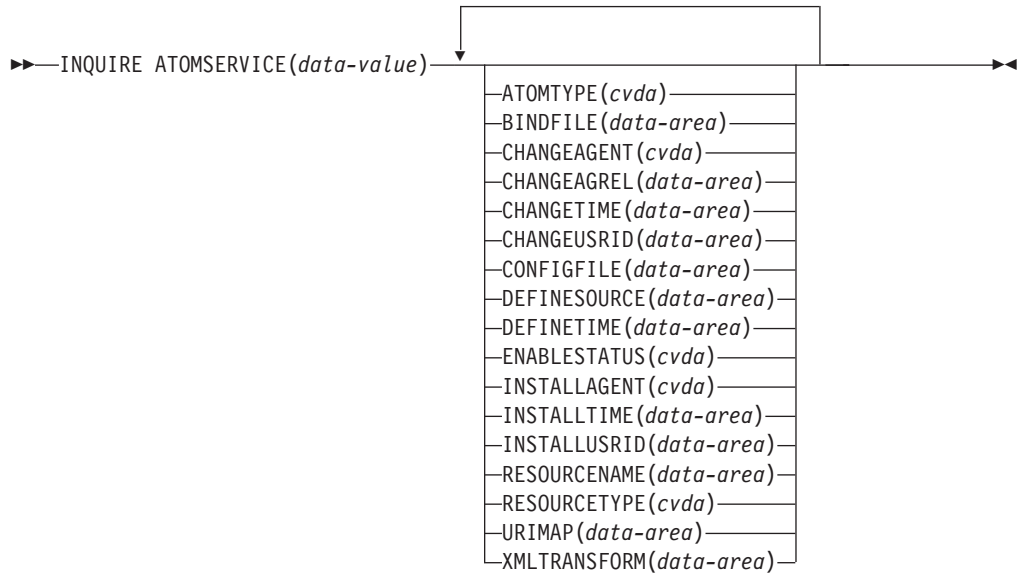 INQUIRE ATOMSERVICE(data-value)
ATOMTYPE(cvda)
BINDFILE(data-area)
CHANGEAGENT(cvda)
CHANGEAGREL(data-area)
CHANGETIME(data-area)
CHANGEUSRID(data-area)
CONFIGFILE(data-area)
DEFINESOURCE(data-area)
DEFINETIME(data-area)
ENABLESTATUS(cvda)
INSTALLAGENT(cvda)
INSTALLTIME(data-area)
INSTALLUSRID(data-area)
RESOURCENAME(data-area)
RESOURCETYPE(cvda)
URIMAP(data-area)
XMLTRANSFORM(data-area)